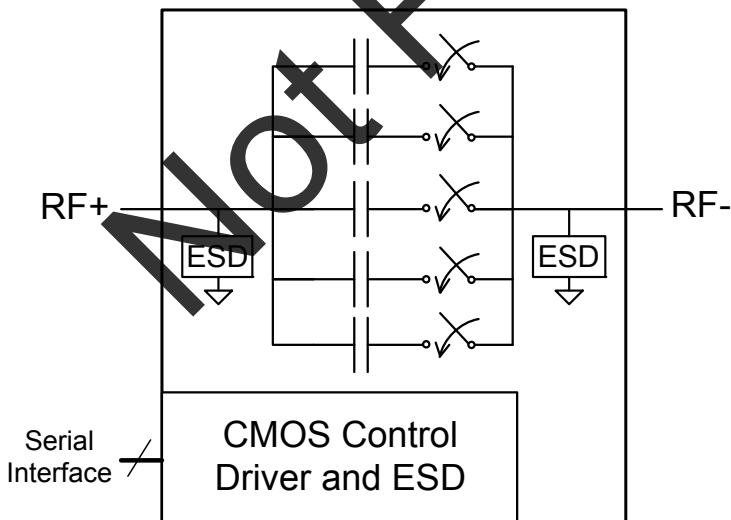 Not
RF+
RF-
ESD
ESD
Serial
Interface
CMOS Control
Driver and ESD